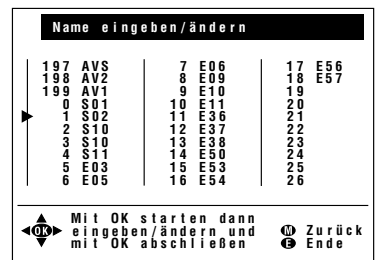 Name eingeben/ändern
197 AVS 7 E06 17 E56
198 AV2 8 E09 18 E57
199 AV1 9 E10 19
0 S01 10 E11 20
1 S02 11 E36 21
2 S10 12 E37 22
3 S10 13 E38 23
4 S11 14 E50 24
5 E03 15 E53 25
6 E05 16 E54 26
OK Mit OK starten dann
eingeben/ändern und M Zurück
mit OK abschließen E Ende